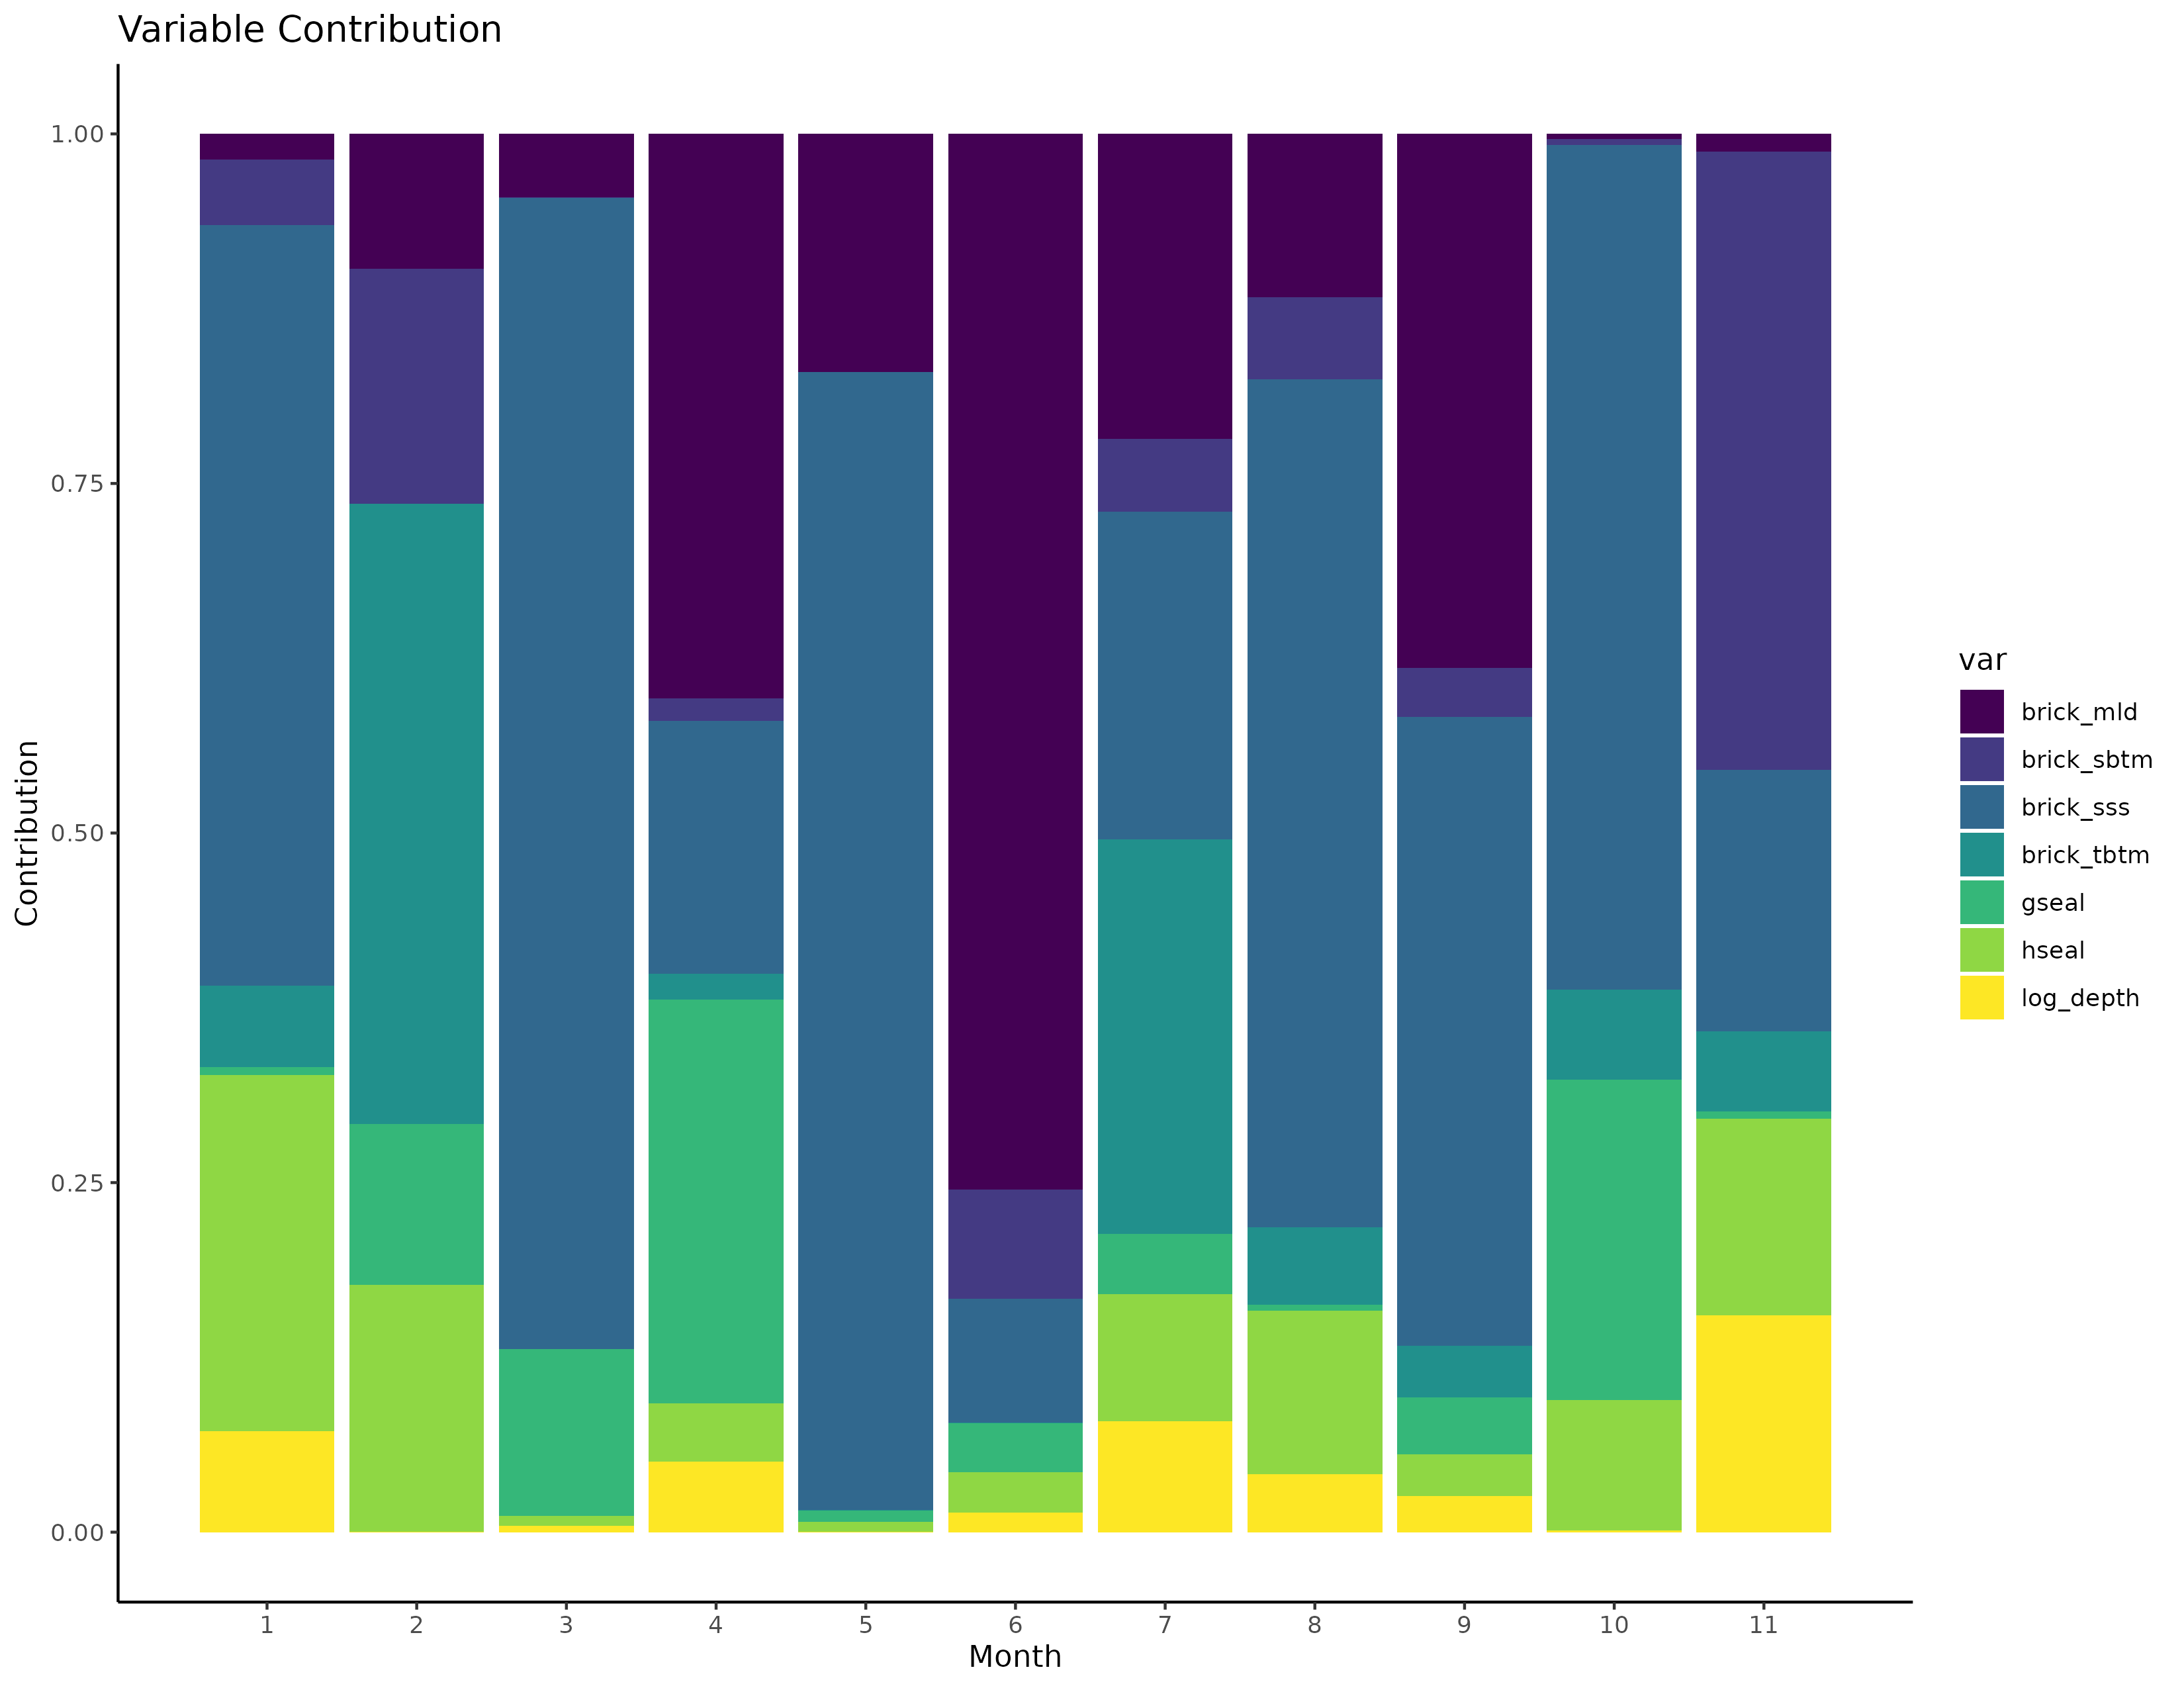 Variable Contribution
1.00
0.75
0.50
0.25
0.00
Contribution
1 2 3 4 5 6 7 8 9 10 11
Month
var
brick_mld
brick_sbtm
brick_sss
brick_tbtm
gseal
hseal
log_depth